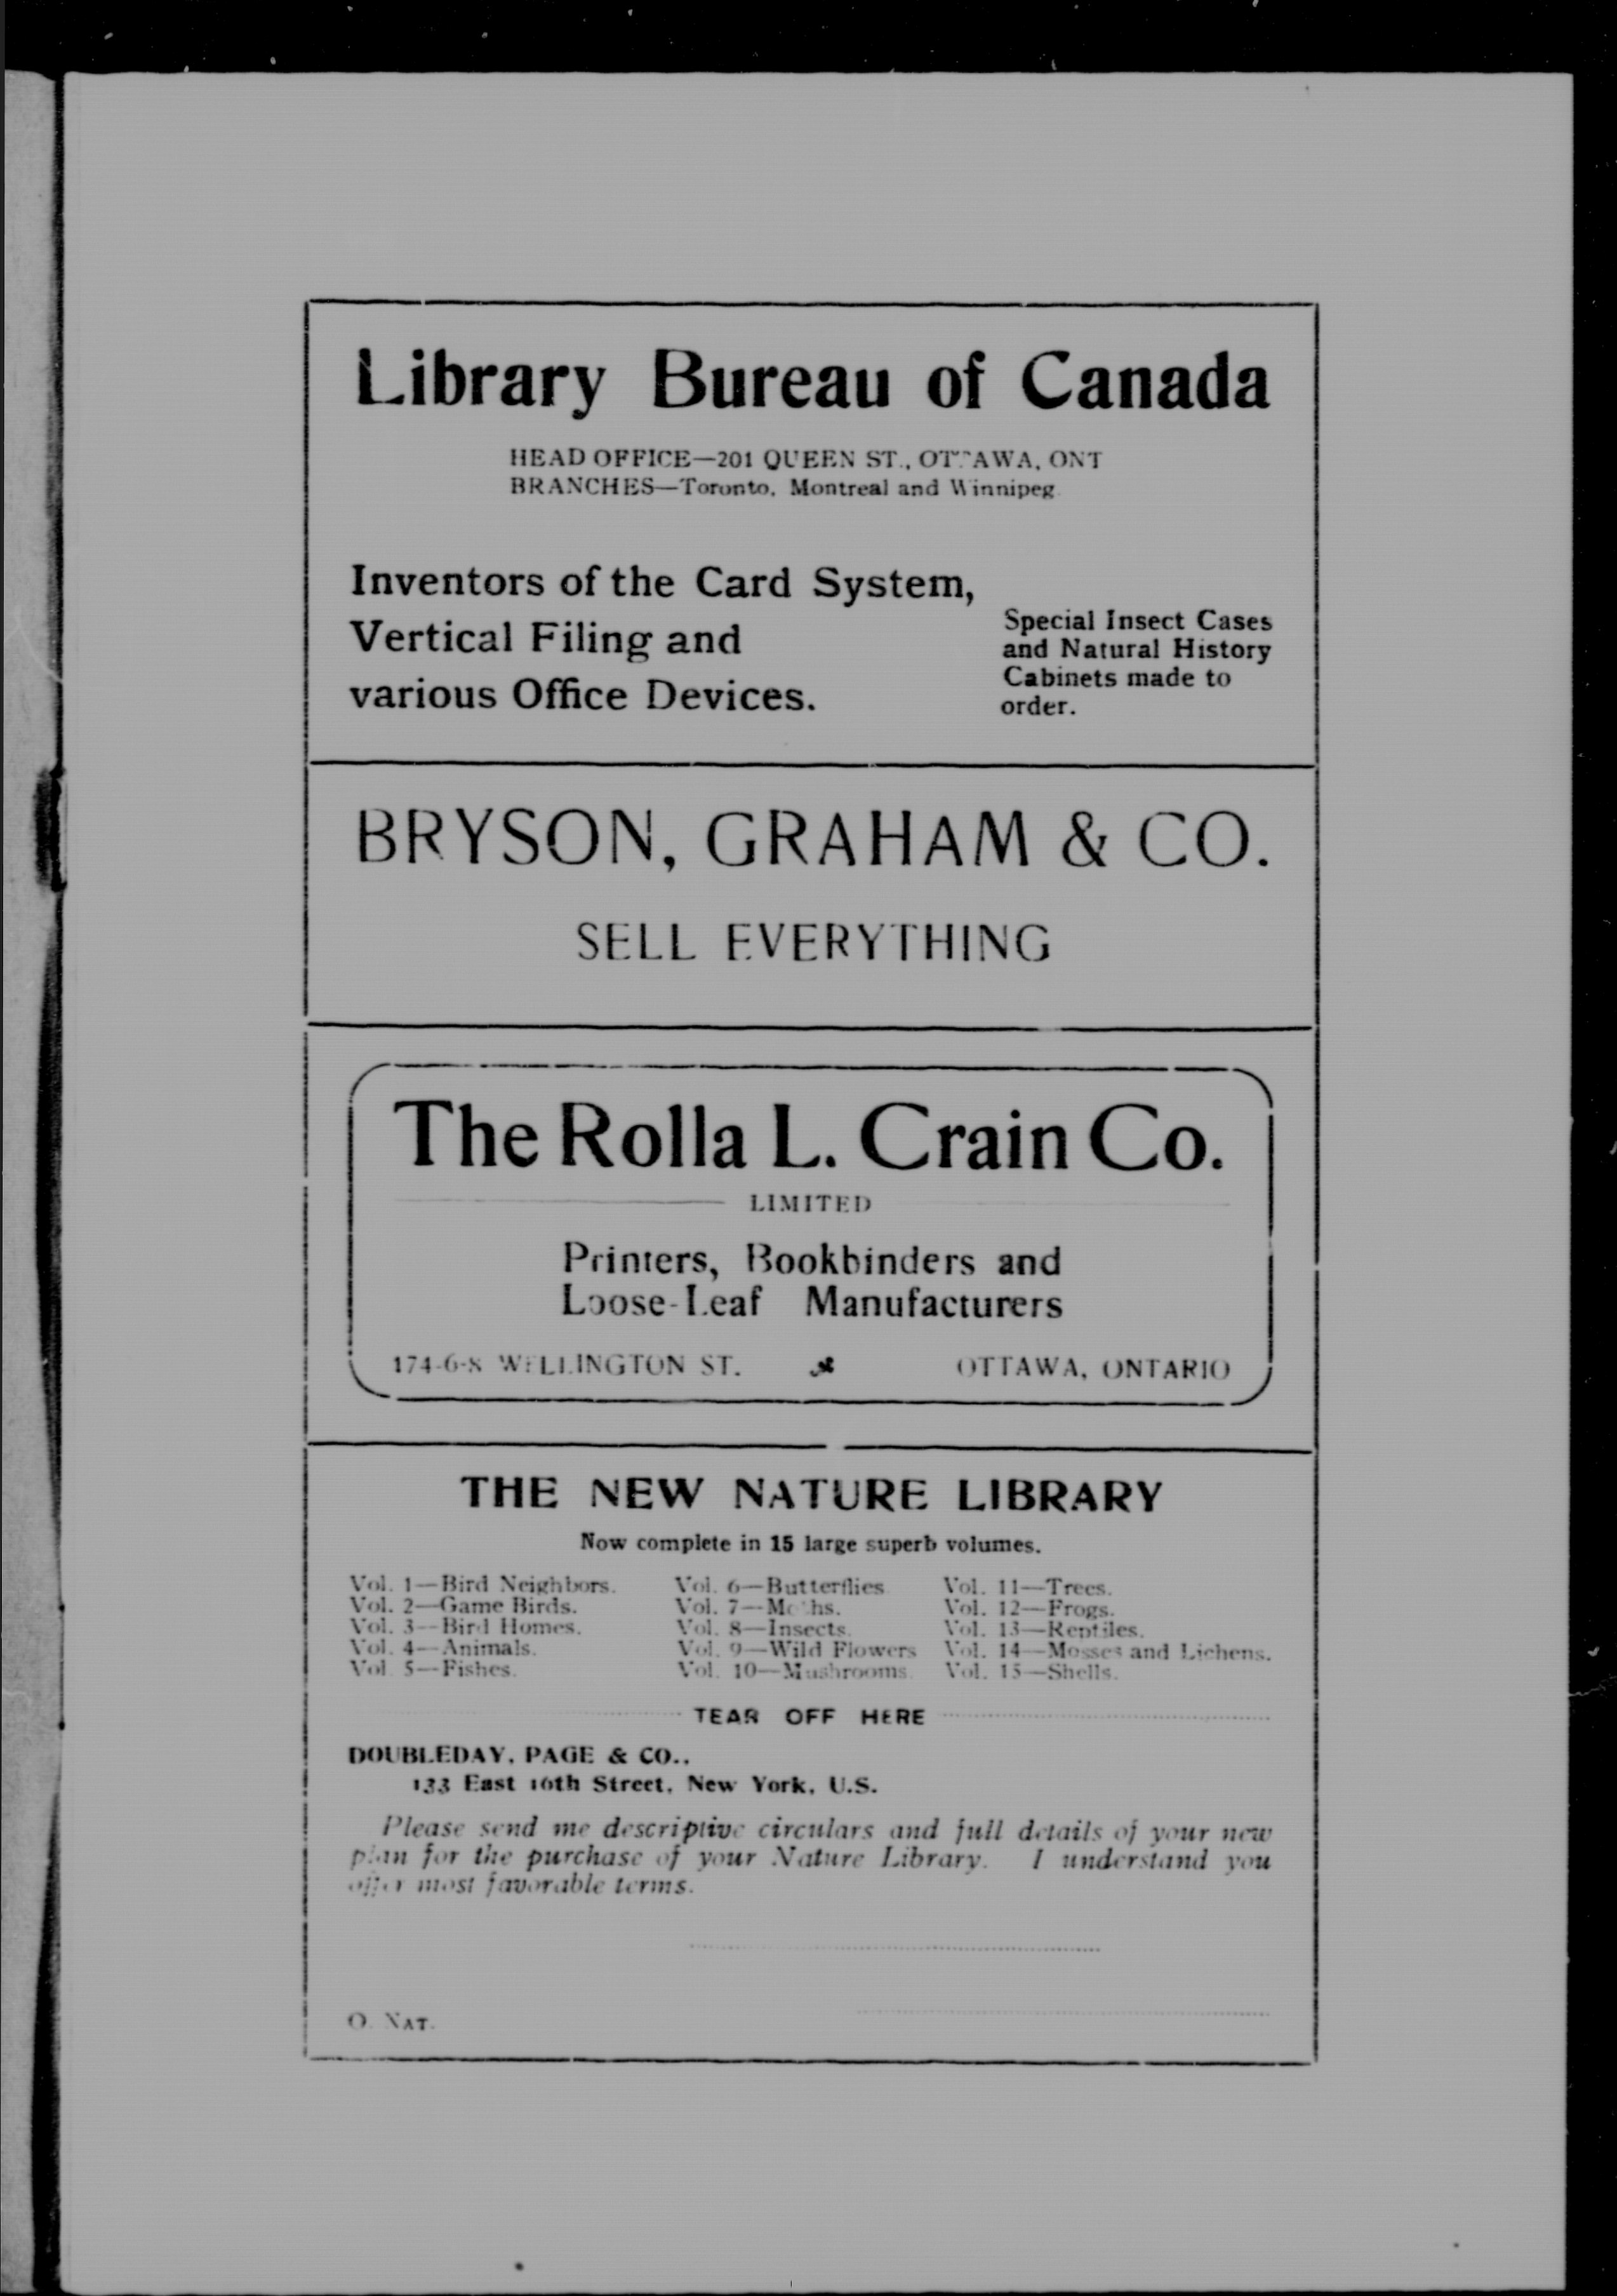 Library Bureau of Canada
HEAD OFFICE—201 QUEEN ST., OTTAWA, ONT
BRANCHES—Toronto, Montreal and Winnipeg.
Inventors of the Card System,
Vertical Filing and
various Office Devices.
Special Insect Cases
and Natural History
Cabinets made to
order.
BRYSON, GRAHAM & CO.
SELL EVERYTHING
The Rolla L. Crain Co.
LIMITED
Printers, Bookbinders and
Loose-Leaf Manufacturers
174-6-8 WELLINGTON ST. OTTAWA, ONTARIO
THE NEW NATURE LIBRARY
Now complete in 15 large superb volumes.
Vol. 1—Bird Neighbors.
Vol. 2—Game Birds.
Vol. 3—Bird Homes.
Vol. 4—Animals.
Vol. 5—Fishes.
Vol. 6—Butterflies
Vol. 7—Moths.
Vol. 8—Insects.
Vol. 9—Wild Flowers
Vol. 10—Mushrooms.
Vol. 11—Trees.
Vol. 12—Frogs.
Vol. 13—Reptiles.
Vol. 14—Mosses and Lichens.
Vol. 15—Shells.
TEAR OFF HERE
DOUBLEDAY, PAGE & CO.,
133 East 16th Street, New York, U.S.
Please send me descriptive circulars and full details of your new
plan for the purchase of your Nature Library. I understand you
offer most favorable terms.
O. NAT.